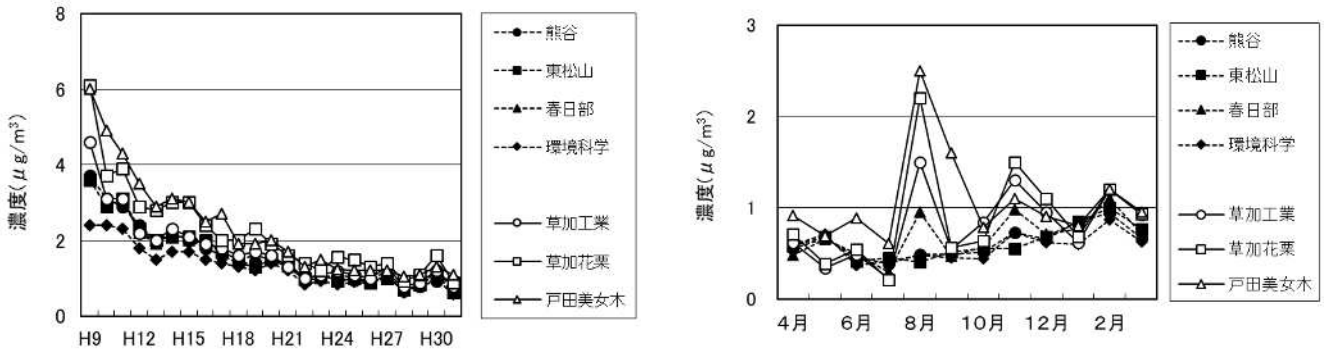 8
6
4
2
0
濃度(μg/m³)
H9 H12 H15 H18 H21 H24 H27 H30
熊谷
東松山
春日部
環境科学
草加工業
草加花栗
戸田美女木
3
2
1
0
濃度(μg/m³)
4月 6月 8月 10月 12月 2月
熊谷
東松山
春日部
環境科学
草加工業
草加花栗
戸田美女木